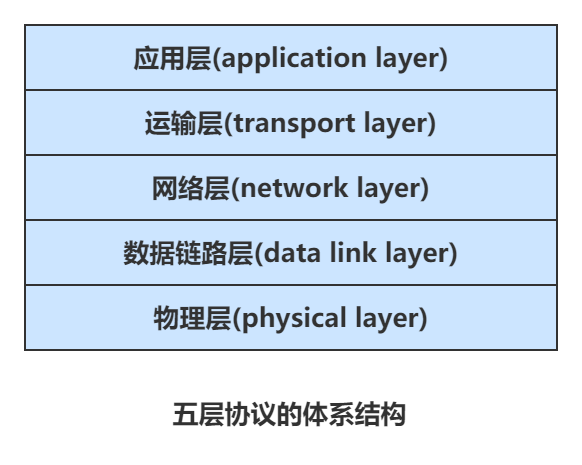 应用层(application layer)
运输层(transport layer)
网络层(network layer)
数据链路层(data link layer)
物理层(physical layer)
五层协议的体系结构